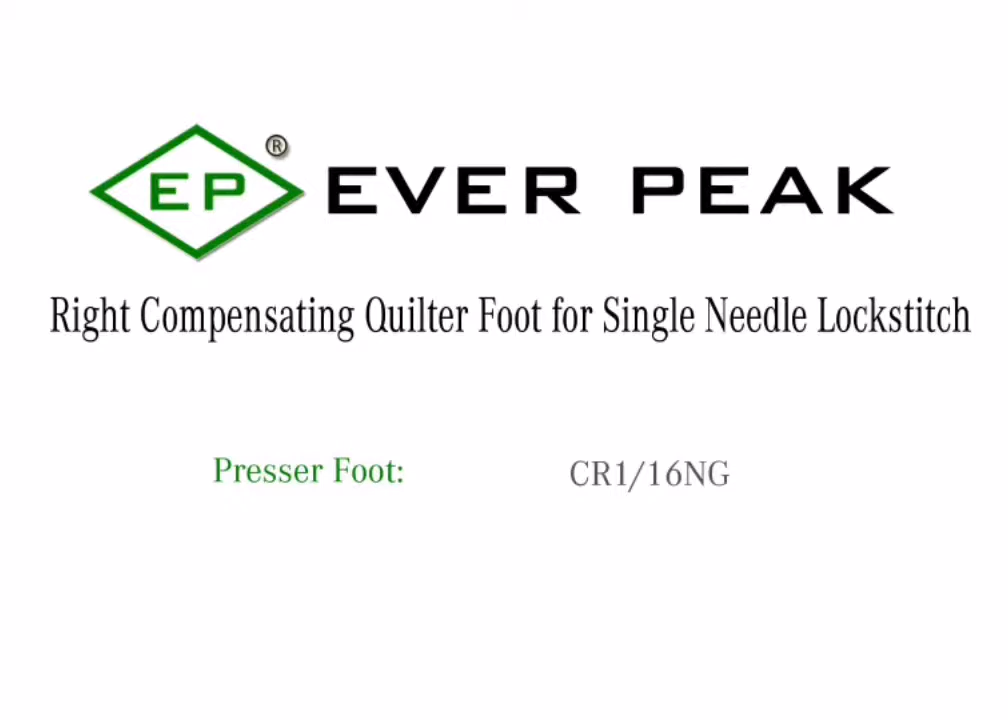 EP® EVER PEAK
Right Compensating Quilter Foot for Single Needle Lockstitch
Presser Foot: CR1/16NG